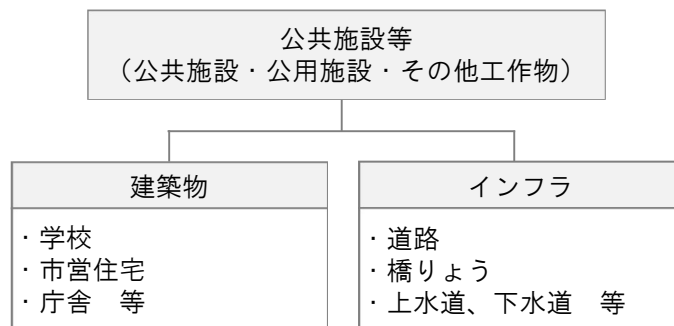 公共施設等
（公共施設・公用施設・その他工作物）
建築物
・学校
・市営住宅
・庁舎　等
インフラ
・道路
・橋りょう
・上水道、下水道　等